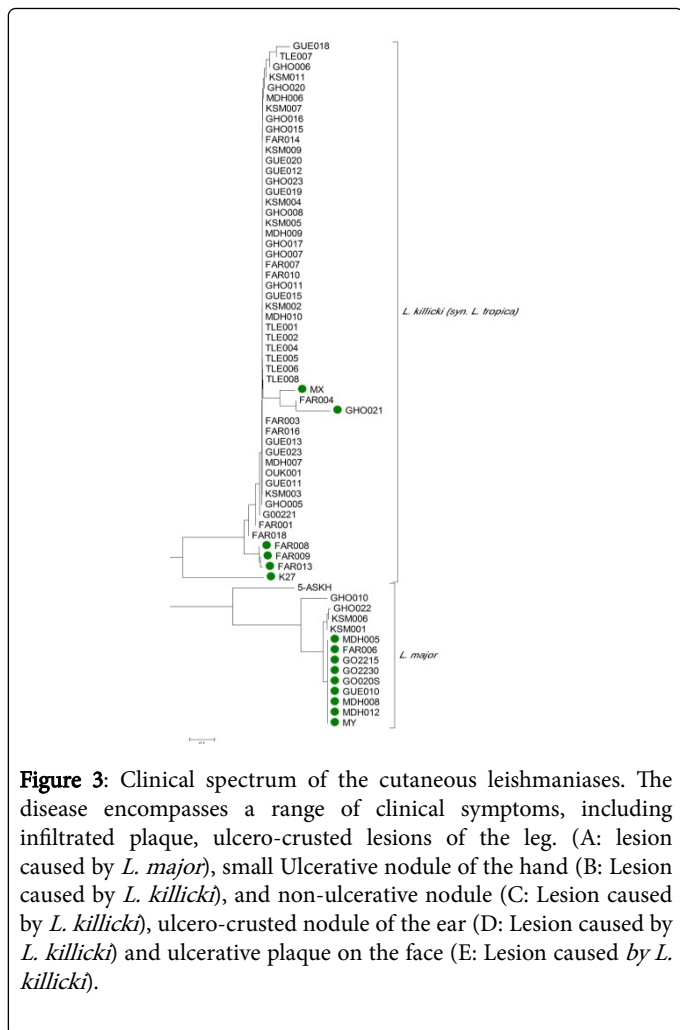 GUE018
TLE007
GHO006
KSM011
GHO020
MDH006
KSM007
GHO016
GHO015
FAR014
KSM009
GUE020
GUE012
GHO023
GUE019
KSM004
GHO008
KSM005
MDH009
GHO017
GHO007
FAR007
FAR010
GHO011
GUE015
KSM002
MDH010
TLE001
TLE002
TLE004
TLE005
TLE006
TLE008
MX
FAR004
GHO021
FAR003
FAR016
GUE013
GUE023
MDH007
OUK001
GUE011
KSM003
GHO005
G00221
FAR001
FAR018
FAR008
FAR009
FAR013
K27
L. killicki (syn. L. tropica)
5-ASKH
GHO010
GHO022
KSM006
KSM001
MDH005
FAR006
GO2215
GO2230
GO020S
GUE010
MDH008
MDH012
MY
L. major
Figure 3: Clinical spectrum of the cutaneous leishmaniases. The
disease encompasses a range of clinical symptoms, including
infiltrated plaque, ulcero-crusted lesions of the leg. (A: lesion
caused by L. major), small Ulcerative nodule of the hand (B: Lesion
caused by L. killicki), and non-ulcerative nodule (C: Lesion caused
by L. killicki), ulcero-crusted nodule of the ear (D: Lesion caused by
L. killicki) and ulcerative plaque on the face (E: Lesion caused by L.
killicki).